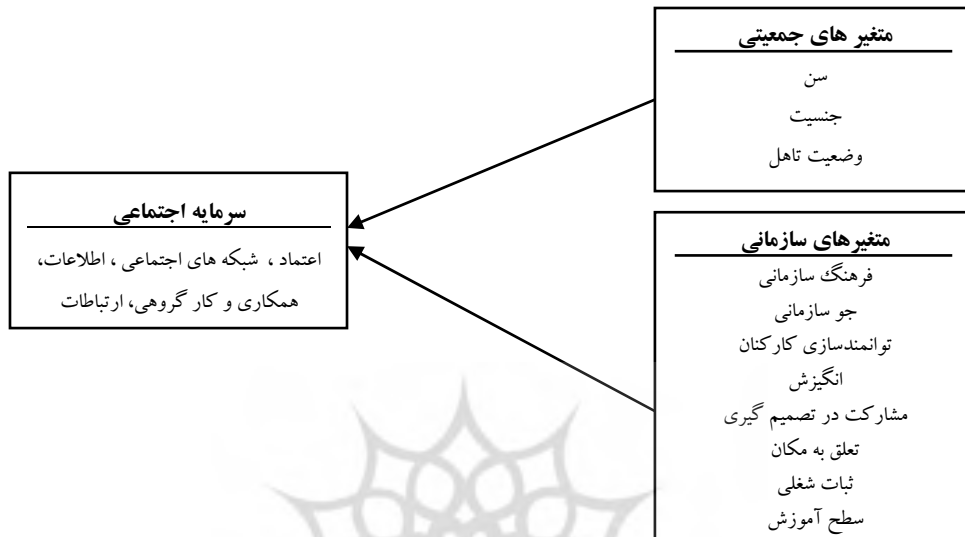 متغیر های جمعیتی
سن
جنسیت
وضعیت تاهل
سرمایه اجتماعی
اعتماد ، شبکه های اجتماعی ، اطلاعات،
همکاری و کار گروهی، ارتباطات
متغیرهای سازمانی
فرهنگ سازمانی
جو سازمانی
توانمندسازی کارکنان
انگیزش
مشارکت در تصمیم گیری
تعلق به مکان
ثبات شغلی
سطح آموزش